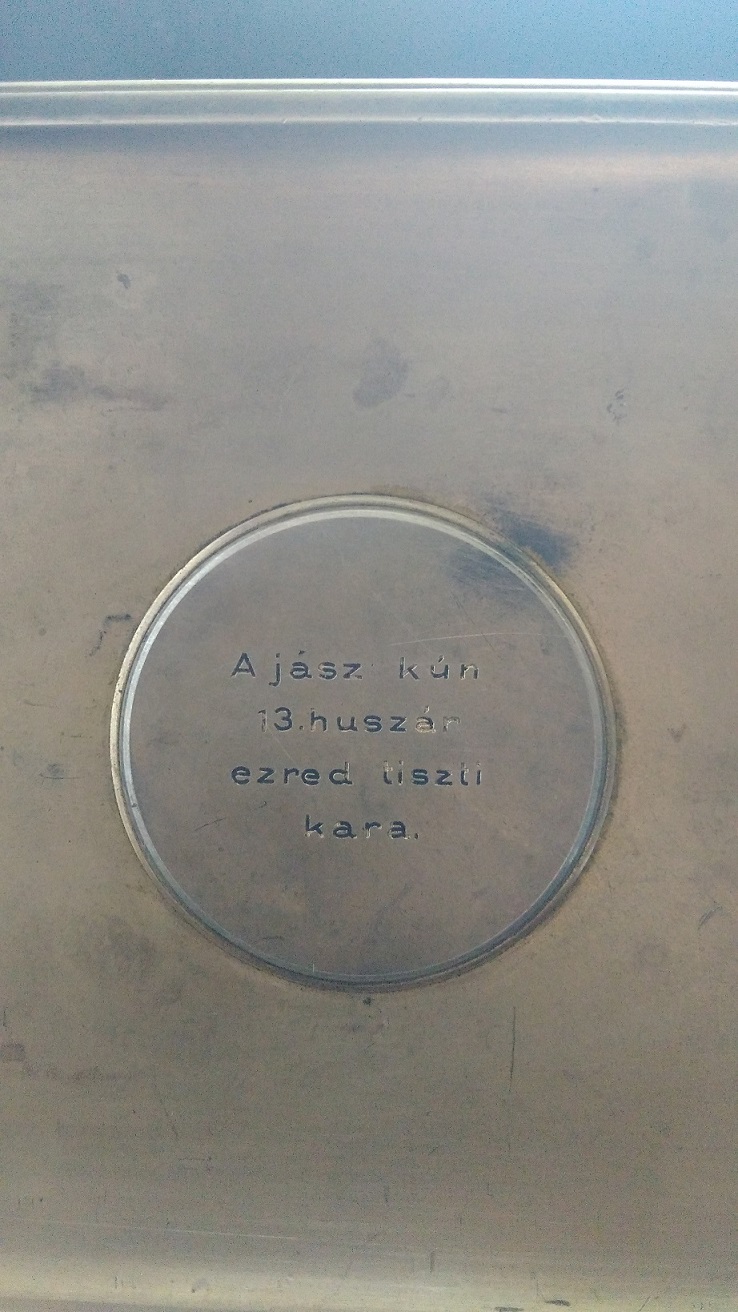 A jász kún
13.huszár
ezred tiszti
kara.